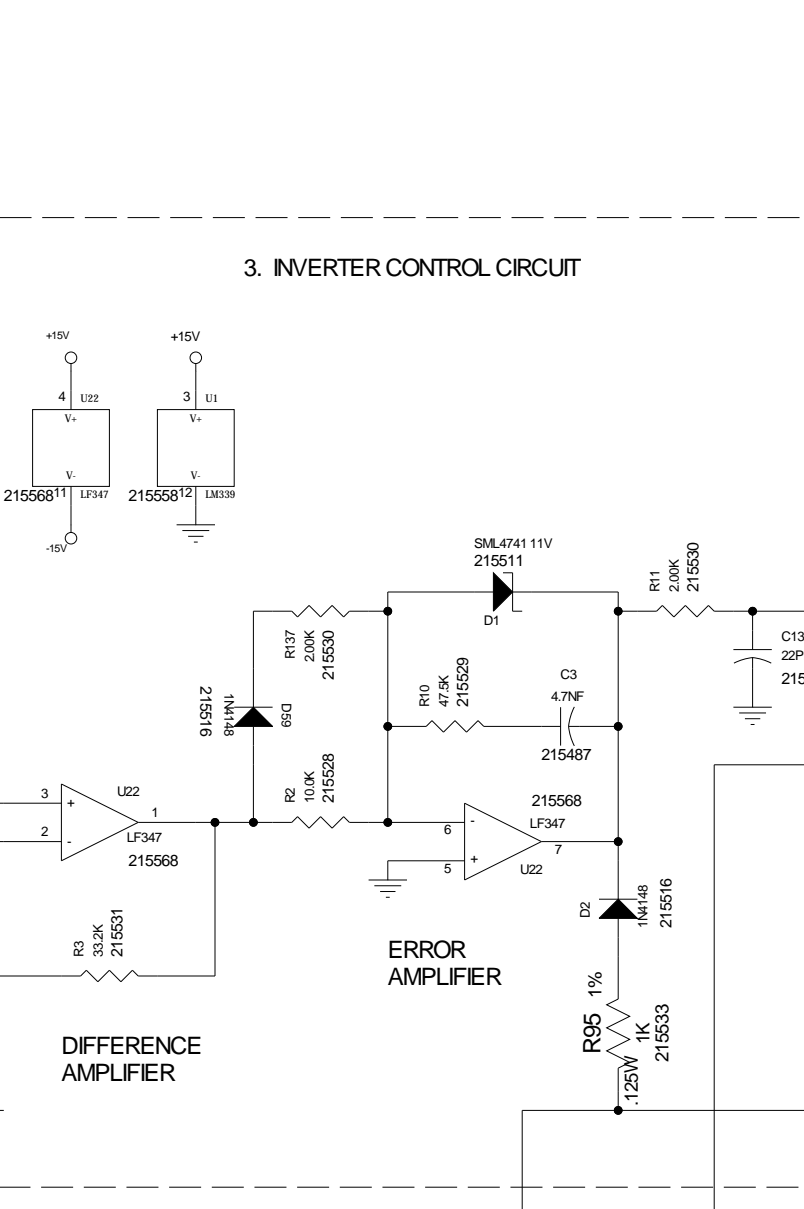 3. INVERTER CONTROL CIRCUIT
+15V
+15V
4
U22
3
U1
V+
V+
V-
V-
215568
11
LF347
215558
12
LM339
-15V
SML4741 11V
215511
D1
R11
2.00K
215530
R137
2.00K
215530
C13
22P
215
R10
47.5K
215529
C3
4.7NF
215487
215516
1N4148
D59
R2
10.0K
215528
3
+
2
-
U22
1
LF347
215568
215568
6
-
LF347
5
+
7
U22
D2
1N4148
215516
R3
33.2K
215531
ERROR
AMPLIFIER
R95
1%
1K
215533
.125W
DIFFERENCE
AMPLIFIER